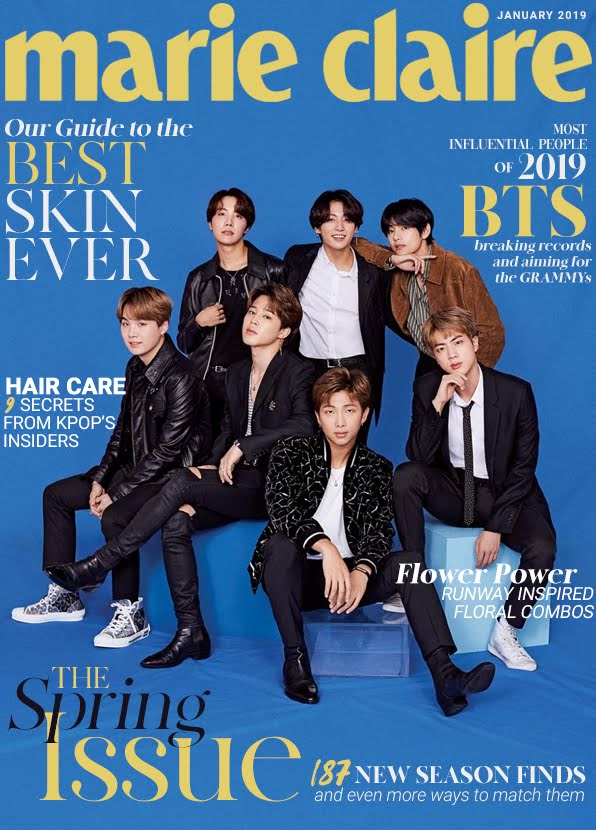 JANUARY 2019
marie claire
Our Guide to the
BEST
SKIN
EVER
MOST
INFLUENTIAL PEOPLE
OF 2019
BTS
breaking records
and aiming for
the GRAMMYs
HAIR CARE
9 SECRETS
FROM KPOP'S
INSIDERS
Flower Power
RUNWAY INSPIRED
FLORAL COMBOS
THE
Spring
ISSUE
187 NEW SEASON FINDS
and even more ways to match them